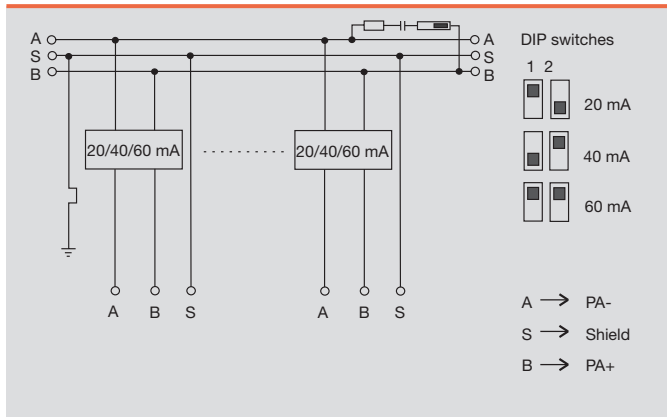 A A DIP switches
S S
B B
1 2
20 mA
20/40/60 mA 20/40/60 mA
40 mA
60 mA
A B S A B S
A → PA-
S → Shield
B → PA+